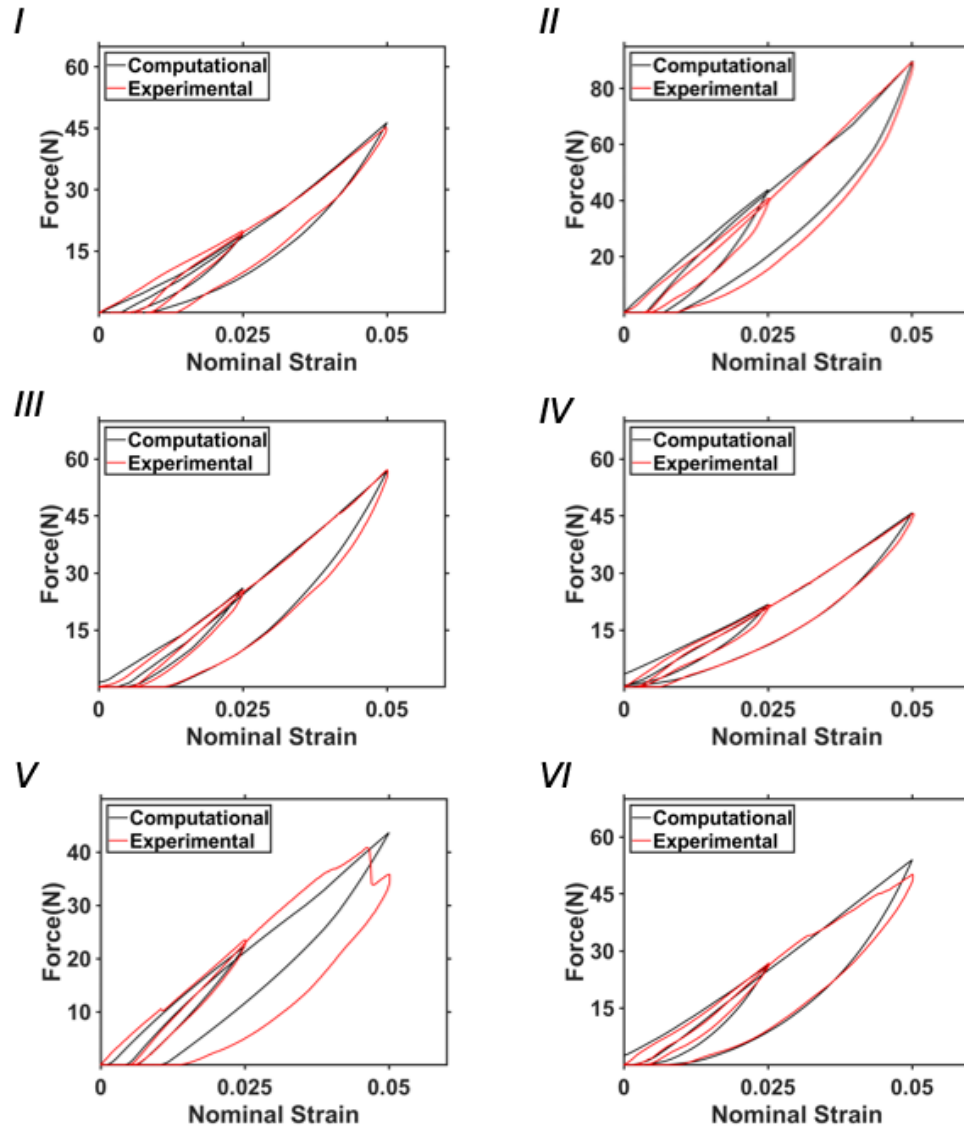 I
Computational
Experimental
60
45
30
15
0
0.025
0.05
Force(N)
Nominal Strain
II
Computational
Experimental
80
60
40
20
0
0.025
0.05
Force(N)
Nominal Strain
III
Computational
Experimental
60
45
30
15
0
0.025
0.05
Force(N)
Nominal Strain
IV
Computational
Experimental
60
45
30
15
0
0.025
0.05
Force(N)
Nominal Strain
V
Computational
Experimental
40
30
20
10
0
0.025
0.05
Force(N)
Nominal Strain
VI
Computational
Experimental
60
45
30
15
0
0.025
0.05
Force(N)
Nominal Strain